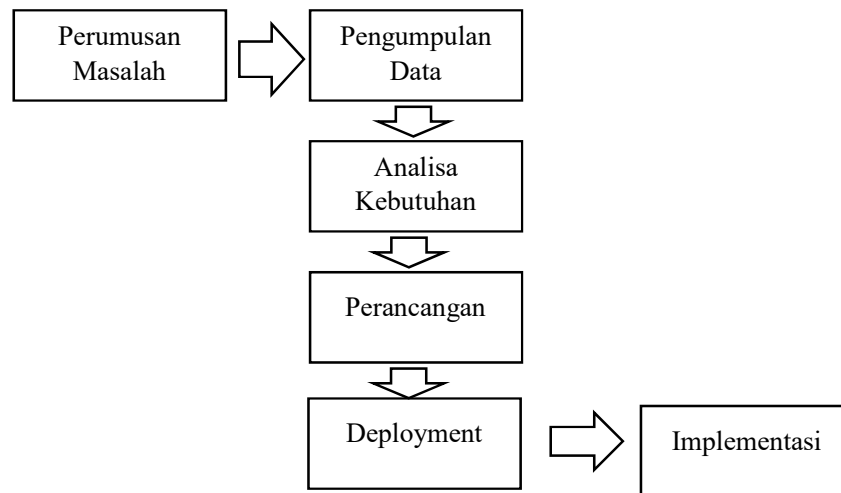 Perumusan
Masalah
Pengumpulan
Data
Analisa
Kebutuhan
Perancangan
Deployment
Implementasi